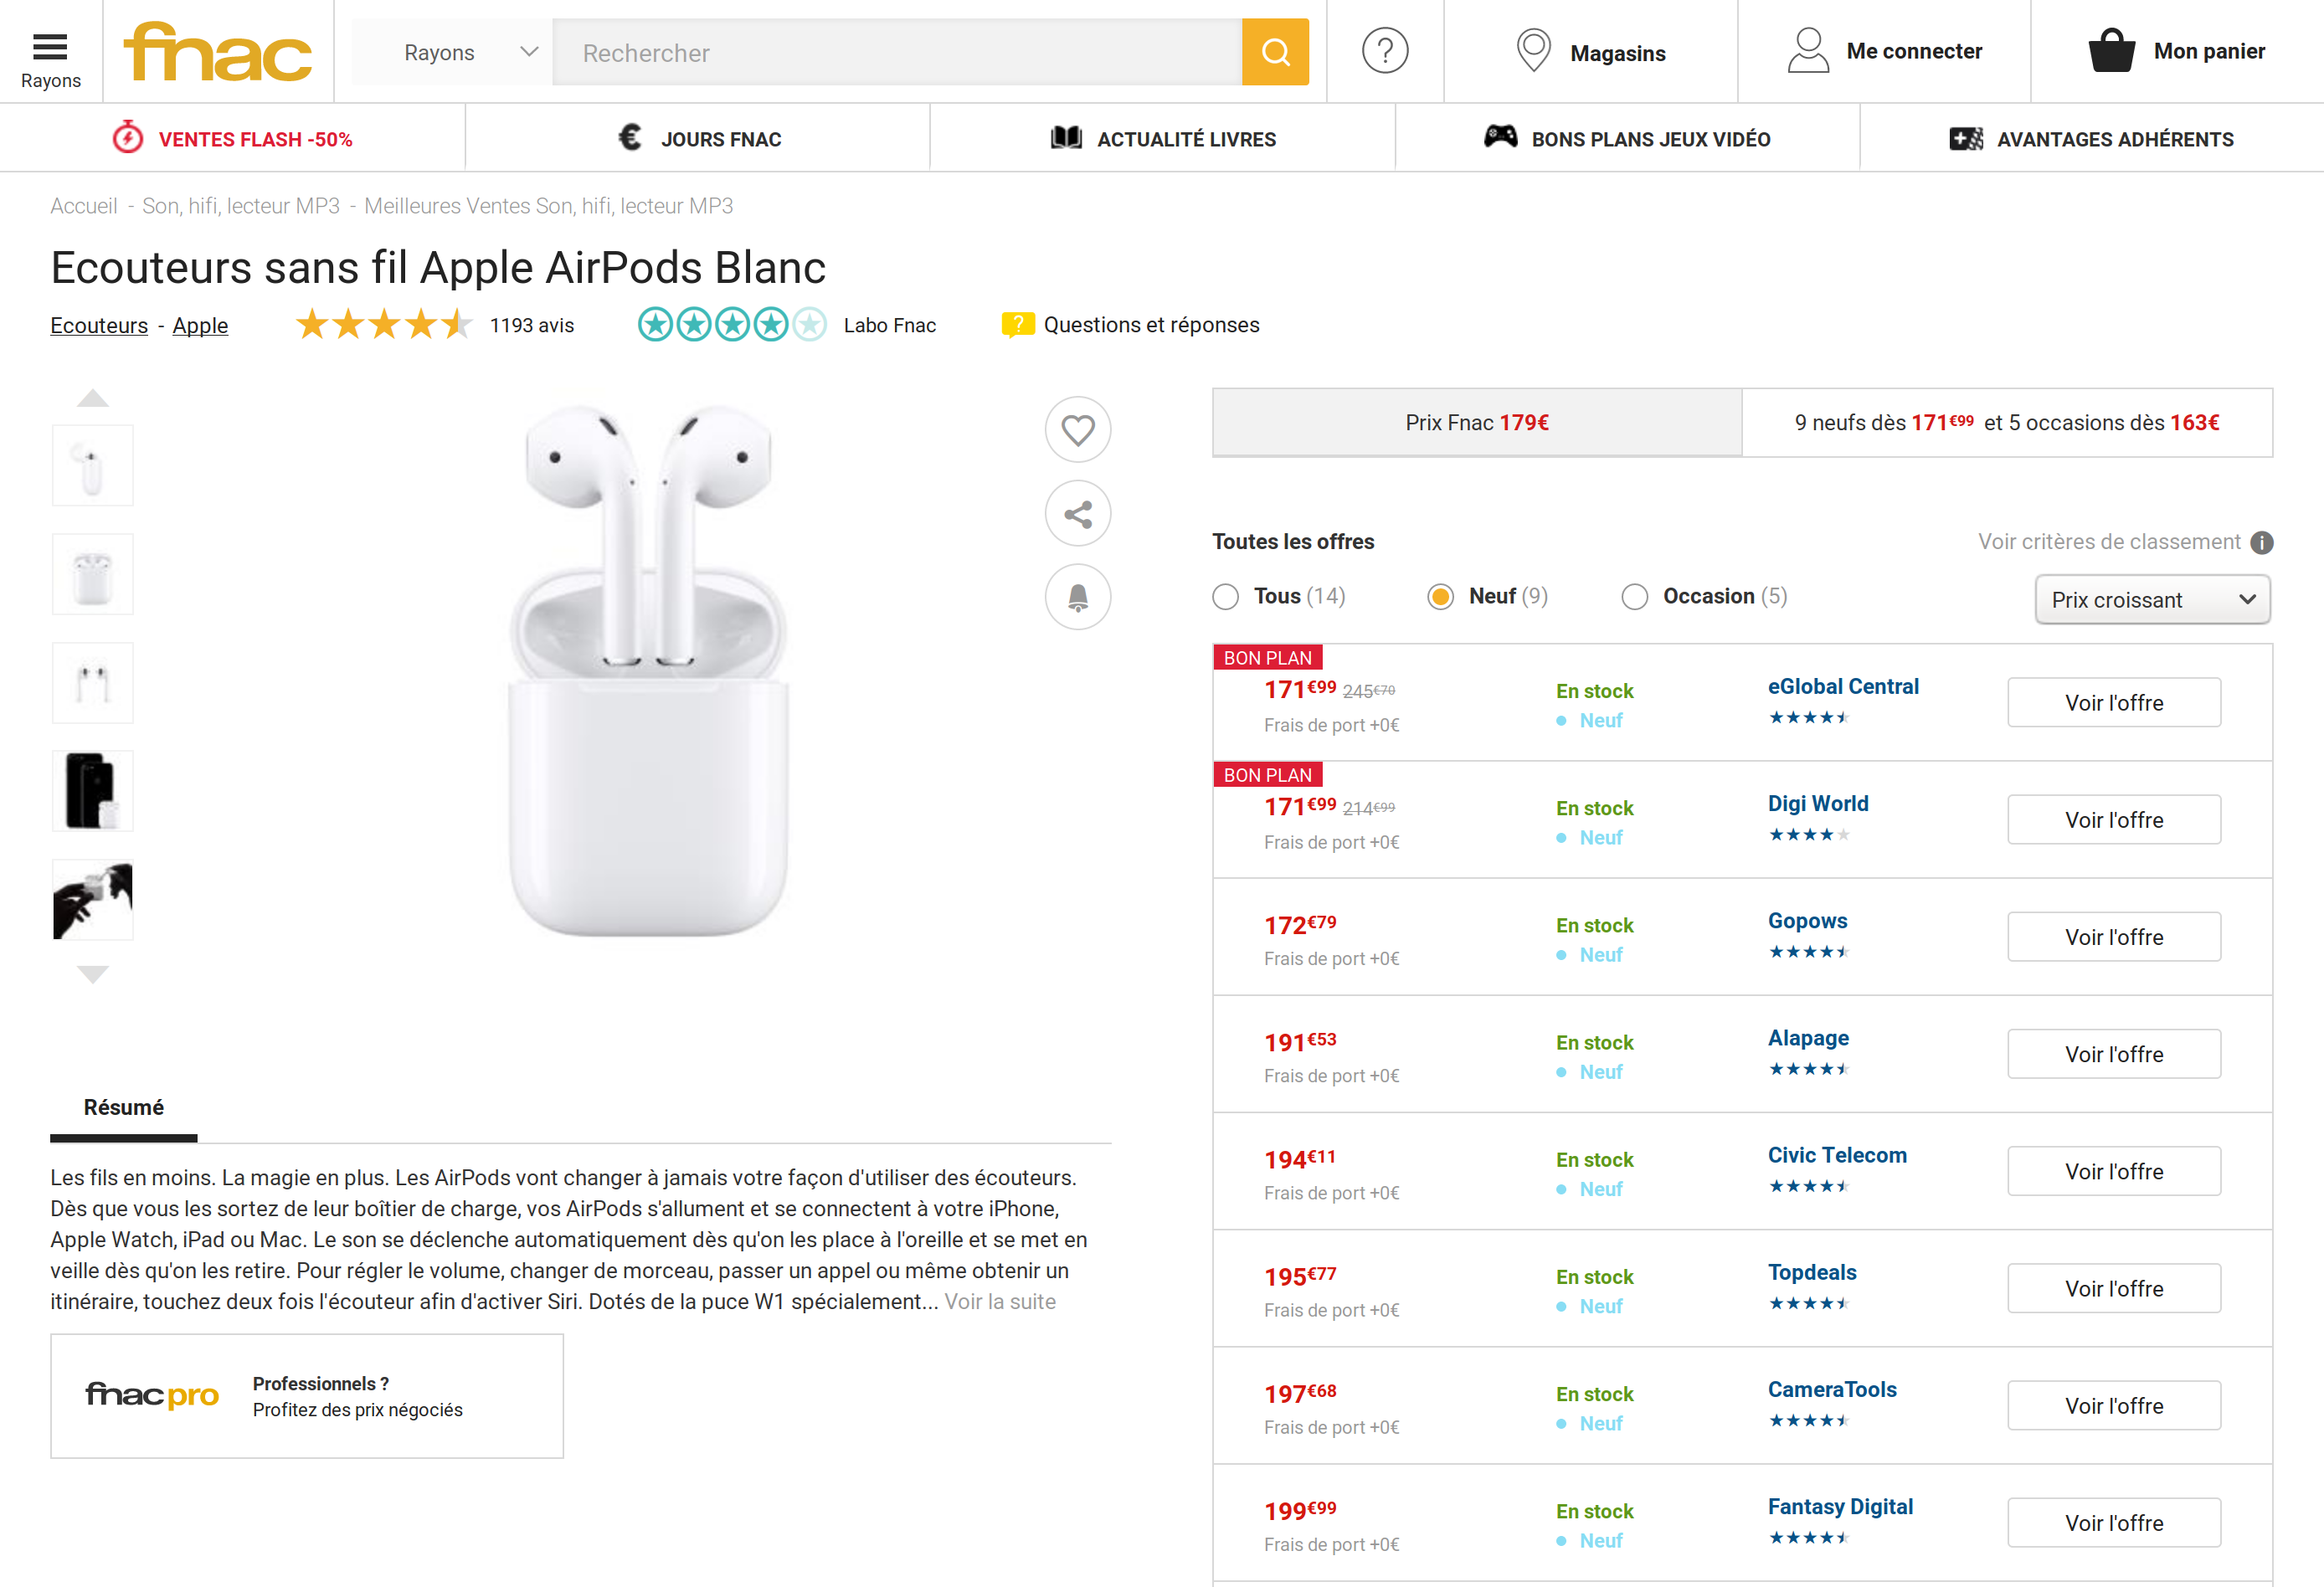 Rayons
fnac
Rayons
Rechercher
?
Magasins
Me connecter
Mon panier
VENTES FLASH -50%
€ JOURS FNAC
ACTUALITÉ LIVRES
BONS PLANS JEUX VIDÉO
AVANTAGES ADHÉRENTS
Accueil - Son, hifi, lecteur MP3 - Meilleures Ventes Son, hifi, lecteur MP3
Ecouteurs sans fil Apple AirPods Blanc
Ecouteurs - Apple
1193 avis
Labo Fnac
? Questions et réponses
Prix Fnac 179€
9 neufs dès 171€99 et 5 occasions dès 163€
Toutes les offres
Voir critères de classement i
Tous (14)
Neuf (9)
Occasion (5)
Prix croissant
BON PLAN
171€99 245€70
Frais de port +0€
En stock
Neuf
eGlobal Central
Voir l'offre
BON PLAN
171€99 214€99
Frais de port +0€
En stock
Neuf
Digi World
Voir l'offre
172€79
Frais de port +0€
En stock
Neuf
Gopows
Voir l'offre
191€53
Frais de port +0€
En stock
Neuf
Alapage
Voir l'offre
194€11
Frais de port +0€
En stock
Neuf
Civic Telecom
Voir l'offre
195€77
Frais de port +0€
En stock
Neuf
Topdeals
Voir l'offre
197€68
Frais de port +0€
En stock
Neuf
CameraTools
Voir l'offre
199€99
Frais de port +0€
En stock
Neuf
Fantasy Digital
Voir l'offre
Résumé
Les fils en moins. La magie en plus. Les AirPods vont changer à jamais votre façon d'utiliser des écouteurs.
Dès que vous les sortez de leur boîtier de charge, vos AirPods s'allument et se connectent à votre iPhone,
Apple Watch, iPad ou Mac. Le son se déclenche automatiquement dès qu'on les place à l'oreille et se met en
veille dès qu'on les retire. Pour régler le volume, changer de morceau, passer un appel ou même obtenir un
itinéraire, touchez deux fois l'écouteur afin d'activer Siri. Dotés de la puce W1 spécialement... Voir la suite
fnac pro
Professionnels ?
Profitez des prix négociés